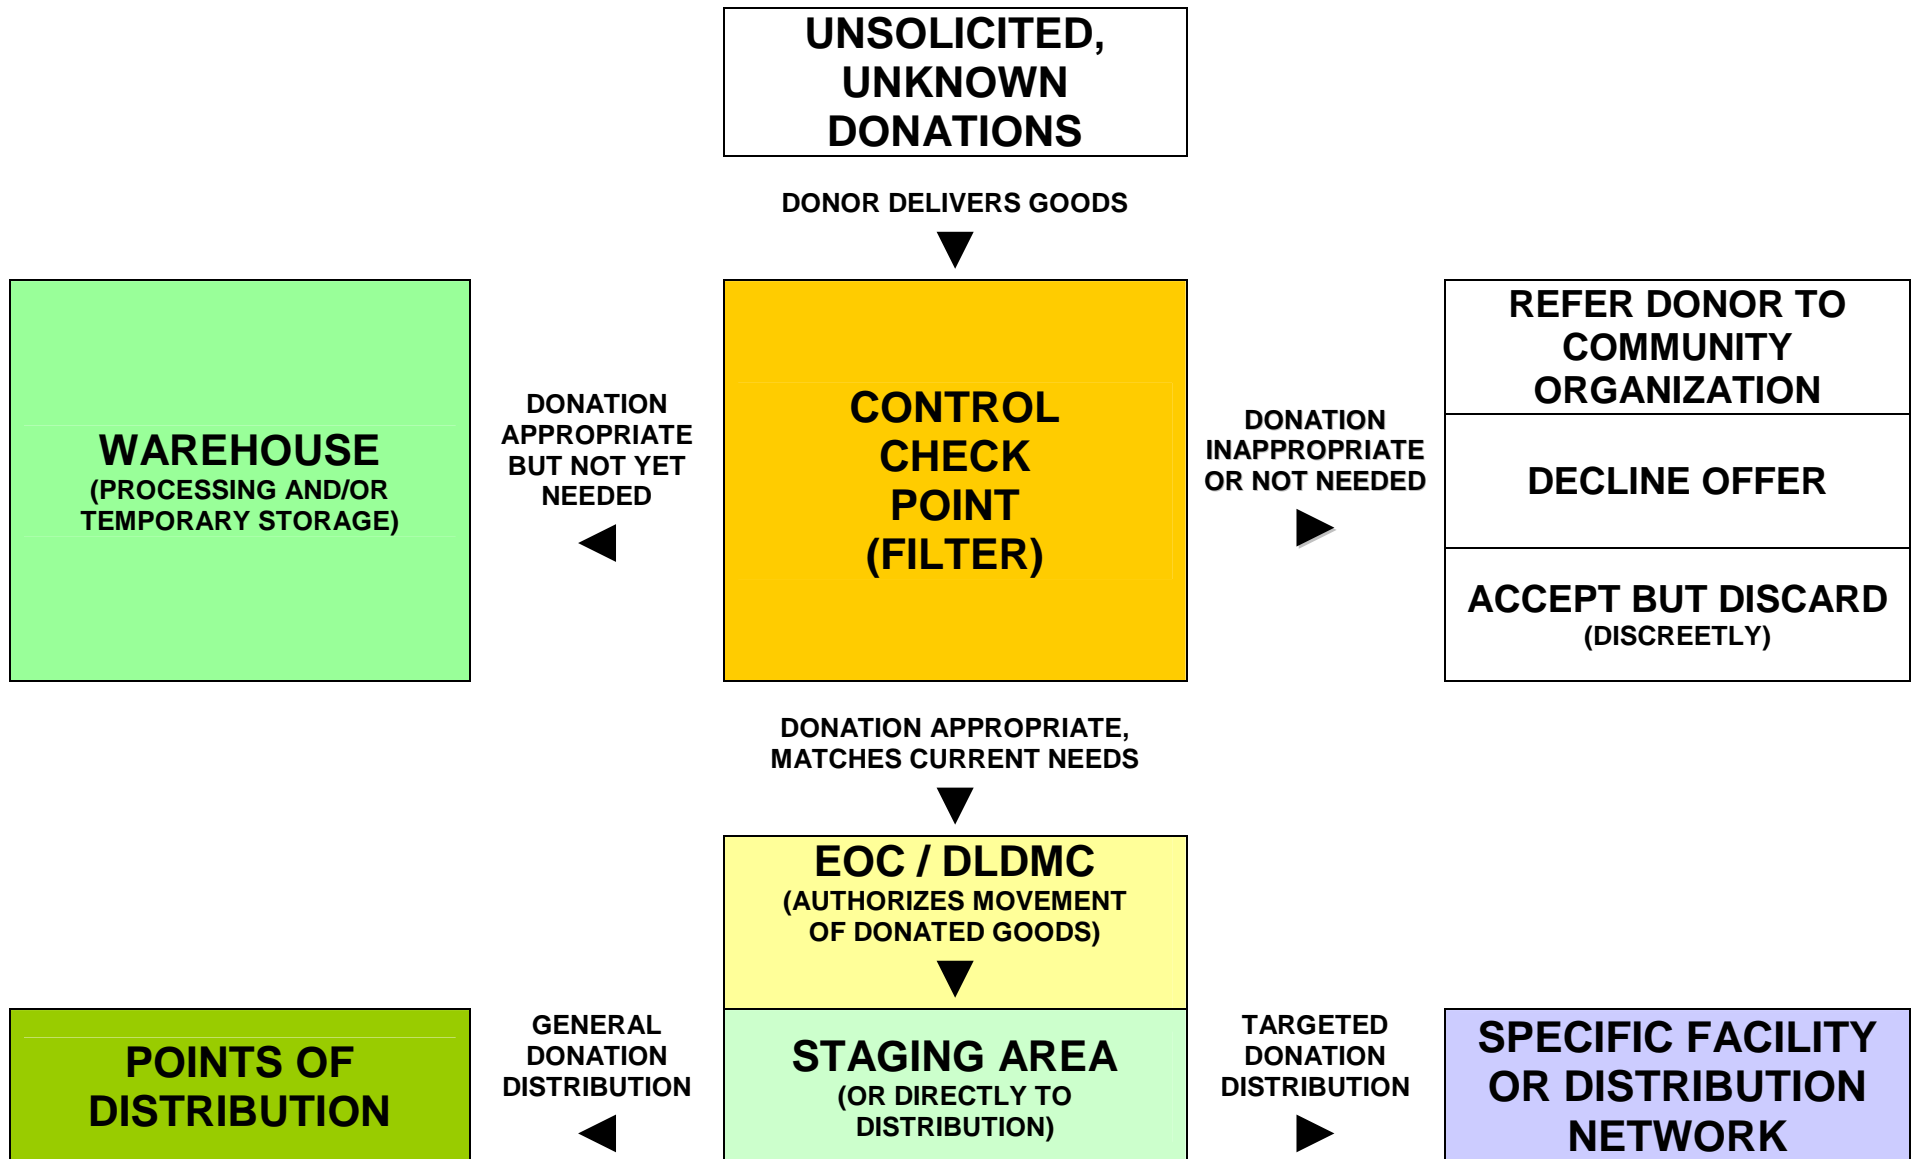 UNSOLICITED,
UNKNOWN
DONATIONS
DONOR DELIVERS GOODS
WAREHOUSE
(PROCESSING AND/OR
TEMPORARY STORAGE)
DONATION
APPROPRIATE
BUT NOT YET
NEEDED
CONTROL
CHECK
POINT
(FILTER)
DONATION
INAPPROPRIATE
OR NOT NEEDED
REFER DONOR TO
COMMUNITY
ORGANIZATION
DECLINE OFFER
ACCEPT BUT DISCARD
(DISCREETLY)
DONATION APPROPRIATE,
MATCHES CURRENT NEEDS
EOC / DLDMC
(AUTHORIZES MOVEMENT
OF DONATED GOODS)
POINTS OF
DISTRIBUTION
GENERAL
DONATION
DISTRIBUTION
STAGING AREA
(OR DIRECTLY TO
DISTRIBUTION)
TARGETED
DONATION
DISTRIBUTION
SPECIFIC FACILITY
OR DISTRIBUTION
NETWORK